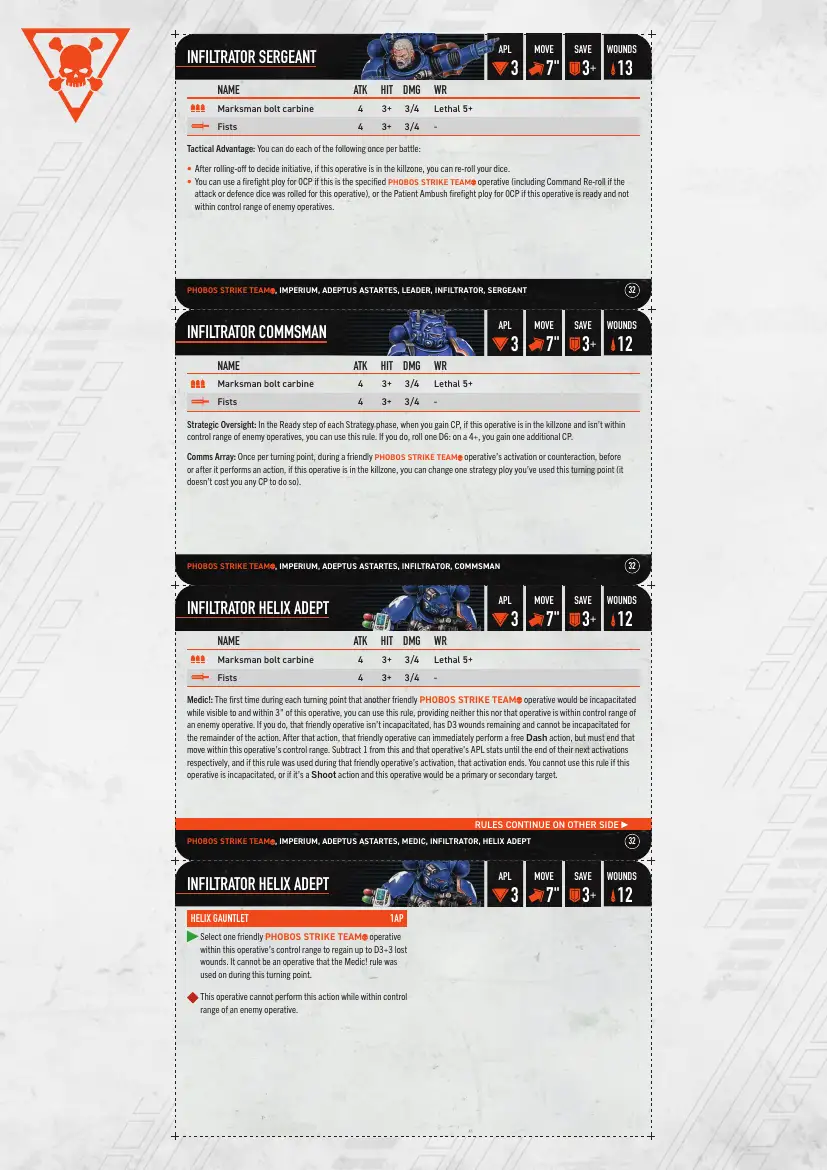 INFILTRATOR SERGEANT
APL MOVE SAVE WOUNDS
3 7" 3+ 13
NAME ATK HIT DMG WR
Marksman bolt carbine 4 3+ 3/4 Lethal 5+
Fists 4 3+ 3/4 -
Tactical Advantage: You can do each of the following once per battle:
• After rolling-off to decide initiative, if this operative is in the killzone, you can re-roll your dice.
• You can use a firefight ploy for 0CP if this is the specified PHOBOS STRIKE TEAM operative (including Command Re-roll if the
attack or defence dice was rolled for this operative), or the Patient Ambush firefight ploy for 0CP if this operative is ready and not
within control range of enemy operatives.
PHOBOS STRIKE TEAM, IMPERIUM, ADEPTUS ASTARTES, LEADER, INFILTRATOR, SERGEANT 32
INFILTRATOR COMMSMAN
APL MOVE SAVE WOUNDS
3 7" 3+ 12
NAME ATK HIT DMG WR
Marksman bolt carbine 4 3+ 3/4 Lethal 5+
Fists 4 3+ 3/4 -
Strategic Oversight: In the Ready step of each Strategy phase, when you gain CP, if this operative is in the killzone and isn't within
control range of enemy operatives, you can use this rule. If you do, roll one D6: on a 4+, you gain one additional CP.
Comms Array: Once per turning point, during a friendly PHOBOS STRIKE TEAM operative's activation or counteraction, before
or after it performs an action, if this operative is in the killzone, you can change one strategy ploy you've used this turning point (it
doesn't cost you any CP to do so).
PHOBOS STRIKE TEAM, IMPERIUM, ADEPTUS ASTARTES, INFILTRATOR, COMMSMAN 32
INFILTRATOR HELIX ADEPT
APL MOVE SAVE WOUNDS
3 7" 3+ 12
NAME ATK HIT DMG WR
Marksman bolt carbine 4 3+ 3/4 Lethal 5+
Fists 4 3+ 3/4 -
Medic!: The first time during each turning point that another friendly PHOBOS STRIKE TEAM operative would be incapacitated
while visible to and within 3" of this operative, you can use this rule, providing neither this nor that operative is within control range of
an enemy operative. If you do, that friendly operative isn't incapacitated, has D3 wounds remaining and cannot be incapacitated for
the remainder of the action. After that action, that friendly operative can immediately perform a free Dash action, but must end that
move within this operative's control range. Subtract 1 from this and that operative's APL stats until the end of their next activations
respectively, and if this rule was used during that friendly operative's activation, that activation ends. You cannot use this rule if this
operative is incapacitated, or if it's a Shoot action and this operative would be a primary or secondary target.
RULES CONTINUE ON OTHER SIDE ▶
PHOBOS STRIKE TEAM, IMPERIUM, ADEPTUS ASTARTES, MEDIC, INFILTRATOR, HELIX ADEPT 32
INFILTRATOR HELIX ADEPT
APL MOVE SAVE WOUNDS
3 7" 3+ 12
HELIX GAUNTLET 1AP
Select one friendly PHOBOS STRIKE TEAM operative
within this operative's control range to regain up to D3+3 lost
wounds. It cannot be an operative that the Medic! rule was
used on during this turning point.
This operative cannot perform this action while within control
range of an enemy operative.